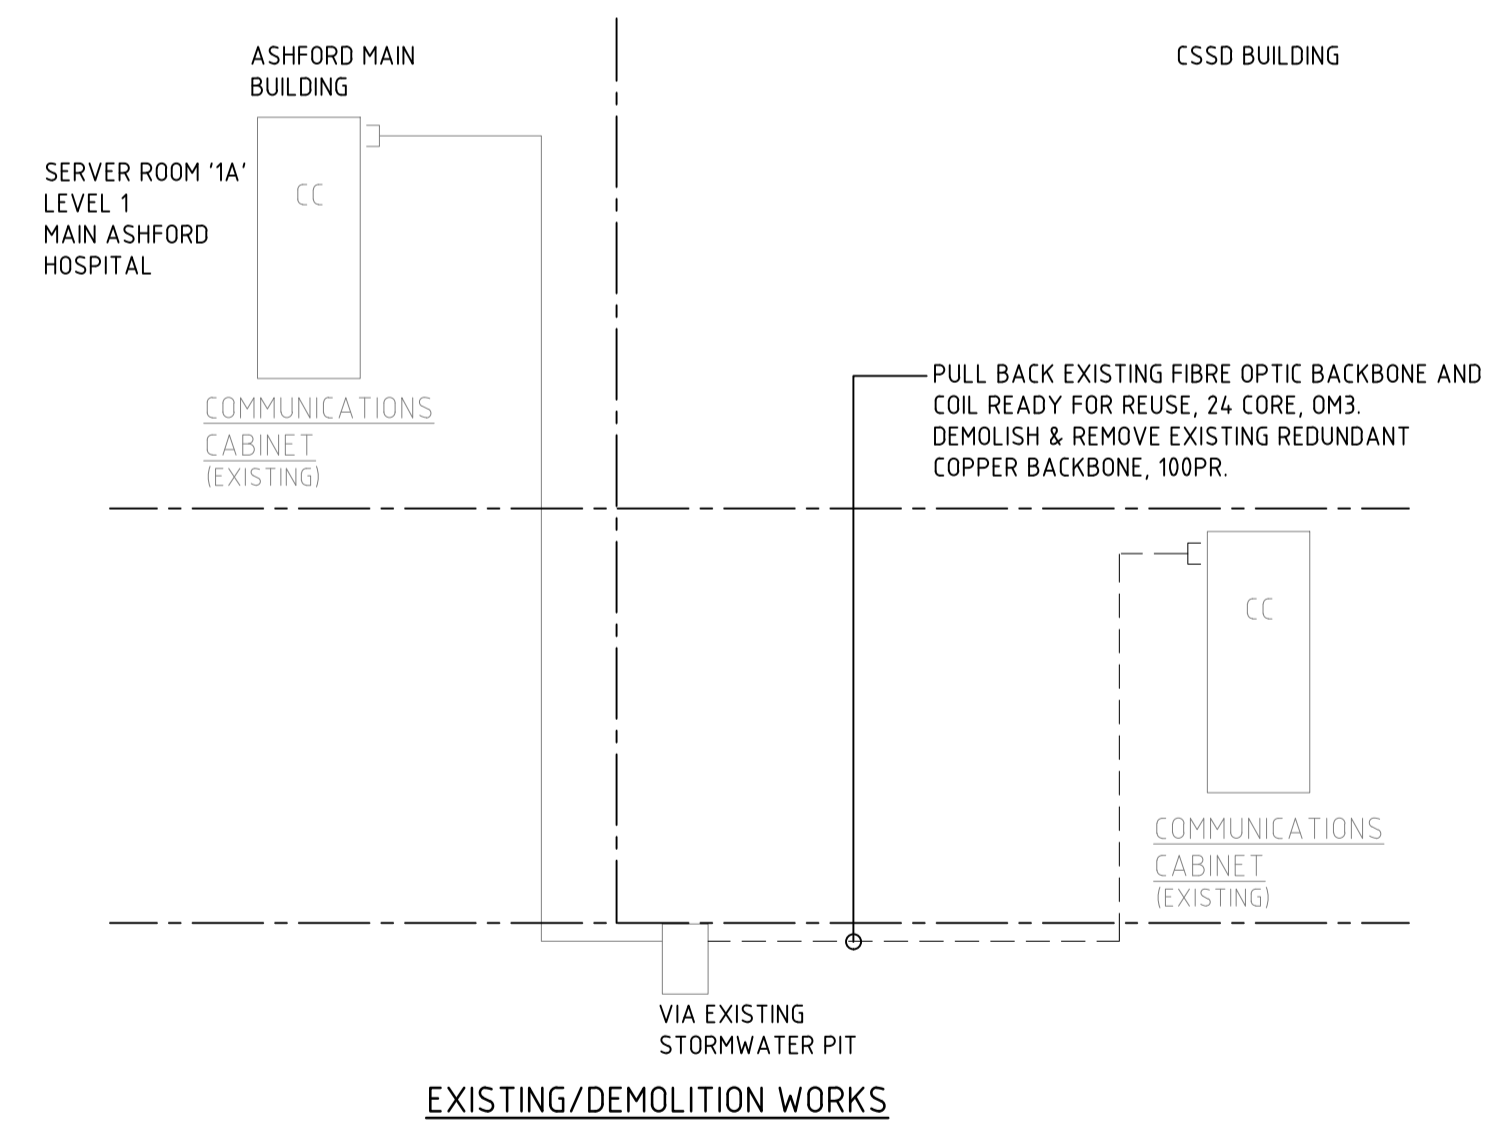 ASHFORD MAIN
BUILDING
CSSD BUILDING
SERVER ROOM '1A'
LEVEL 1
MAIN ASHFORD
HOSPITAL
CC
COMMUNICATIONS
CABINET
(EXISTING)
PULL BACK EXISTING FIBRE OPTIC BACKBONE AND
COIL READY FOR REUSE, 24 CORE, OM3.
DEMOLISH & REMOVE EXISTING REDUNDANT
COPPER BACKBONE, 100PR.
CC
COMMUNICATIONS
CABINET
(EXISTING)
VIA EXISTING
STORMWATER PIT
EXISTING/DEMOLITION WORKS